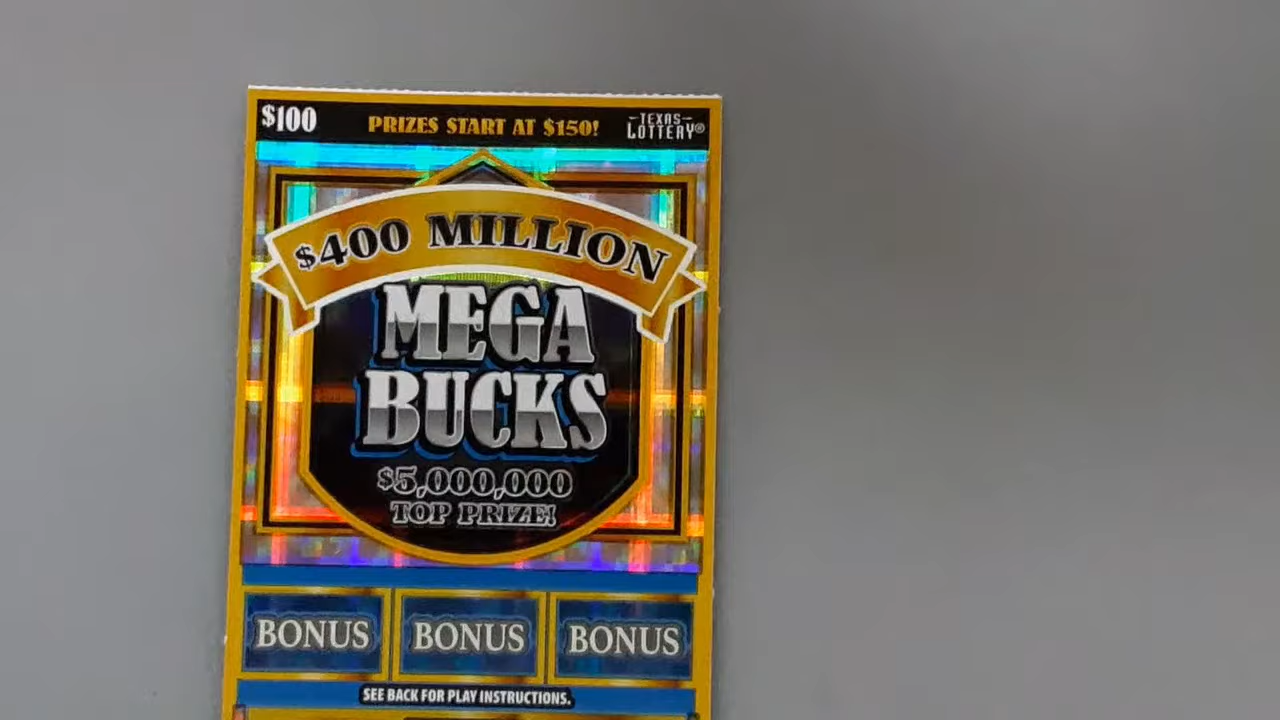 $100
PRIZES START AT $150!
TEXAS
LOTTERY®
$400 MILLION
MEGA
BUCKS
$5,000,000
TOP PRIZE!
BONUS BONUS BONUS
SEE BACK FOR PLAY INSTRUCTIONS.